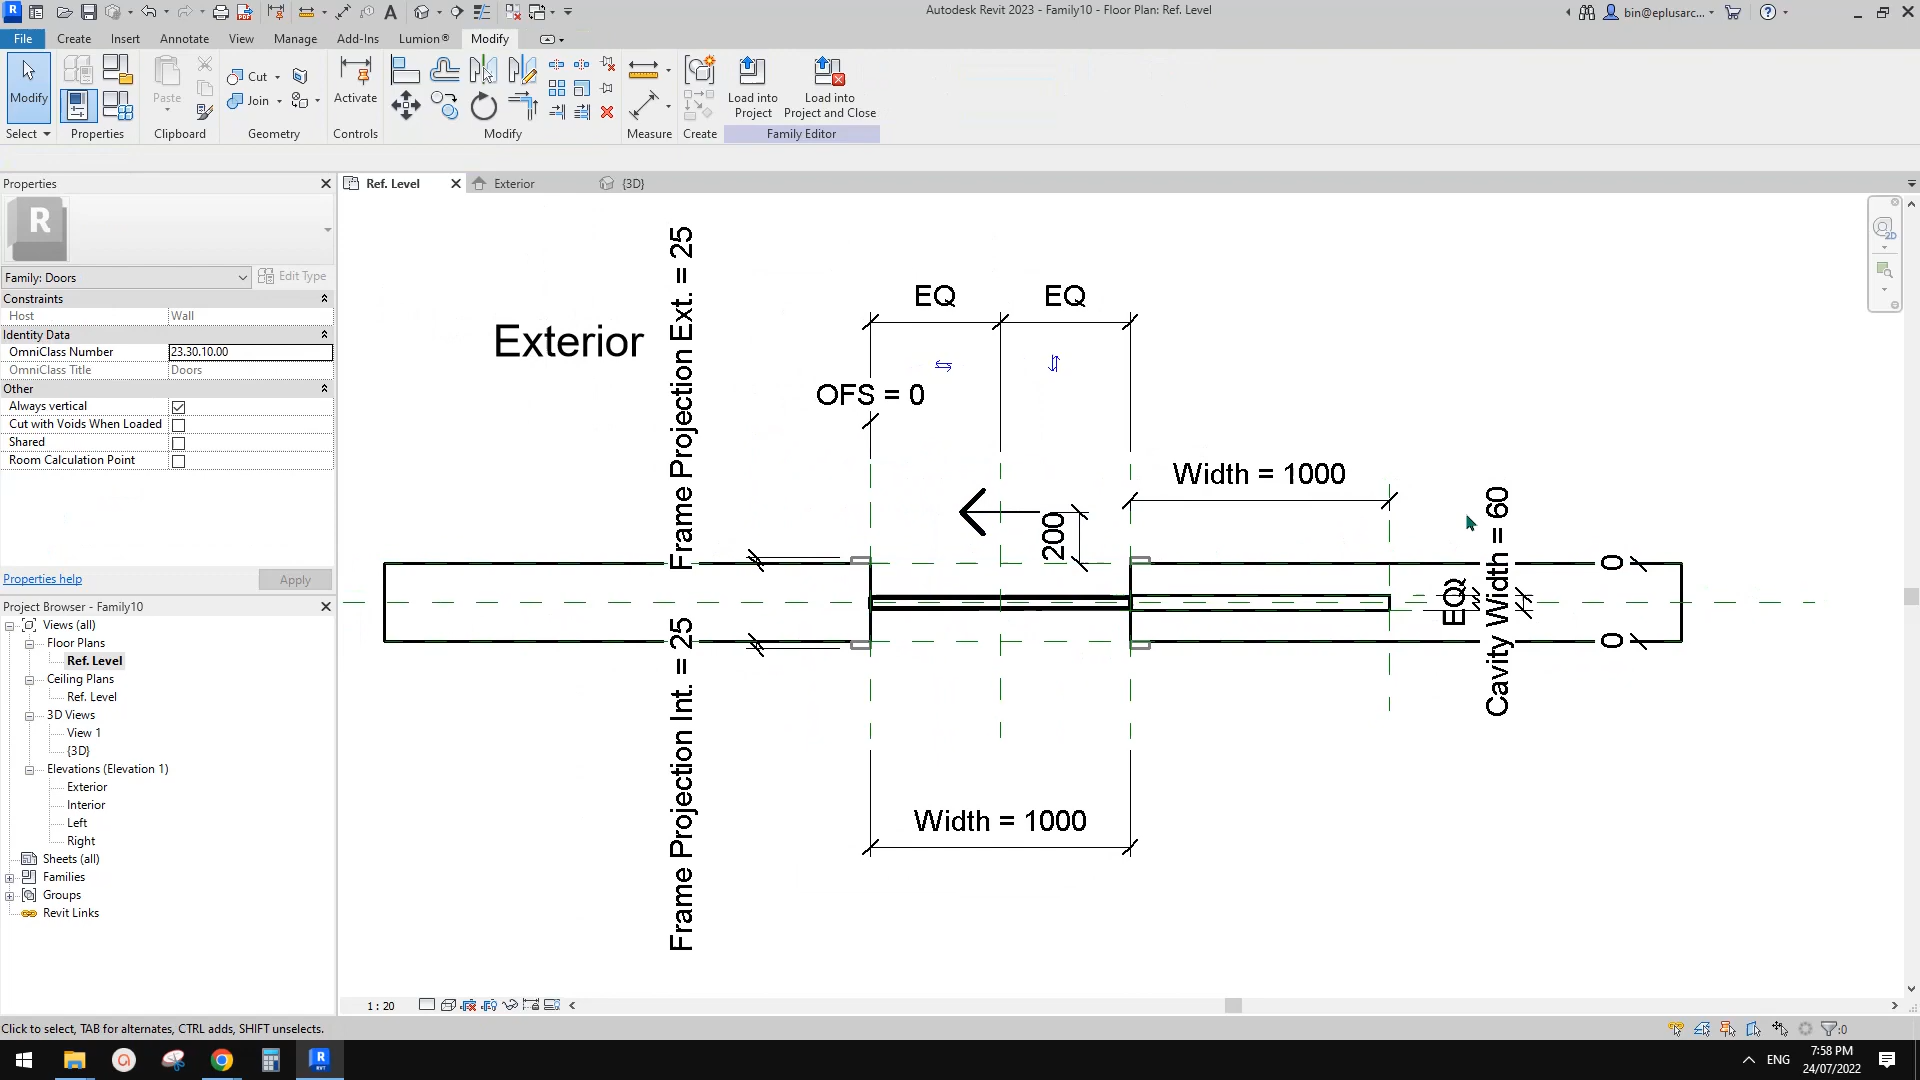 Autodesk Revit 2023 - Family10 - Floor Plan: Ref. Level
bin@eplusarc...
File Create Insert Annotate View Manage Add-Ins Lumion® Modify
Modify
Paste
Cut
Join
Activate
Load into Project
Load into Project and Close
Select Properties Clipboard Geometry Controls Modify Measure Create Family Editor
Properties
R
Family: Doors
Edit Type
Constraints
Host Wall
Identity Data
OmniClass Number 23.30.10.00
OmniClass Title Doors
Other
Always vertical
Cut with Voids When Loaded
Shared
Room Calculation Point
Properties help
Apply
Project Browser - Family10
Views (all)
Floor Plans
Ref. Level
Ceiling Plans
Ref. Level
3D Views
View 1
{3D}
Elevations (Elevation 1)
Exterior
Interior
Left
Right
Sheets (all)
Families
Groups
Revit Links
Ref. Level
Exterior
{3D}
2D
Exterior
Frame Projection Ext. = 25
EQ EQ
OFS = 0
200
Width = 1000
Cavity Width = 60
EQ
0
0
Frame Projection Int. = 25
Width = 1000
1 : 20
Click to select, TAB for alternates, CTRL adds, SHIFT unselects.
:0
ENG
7:58 PM
24/07/2022